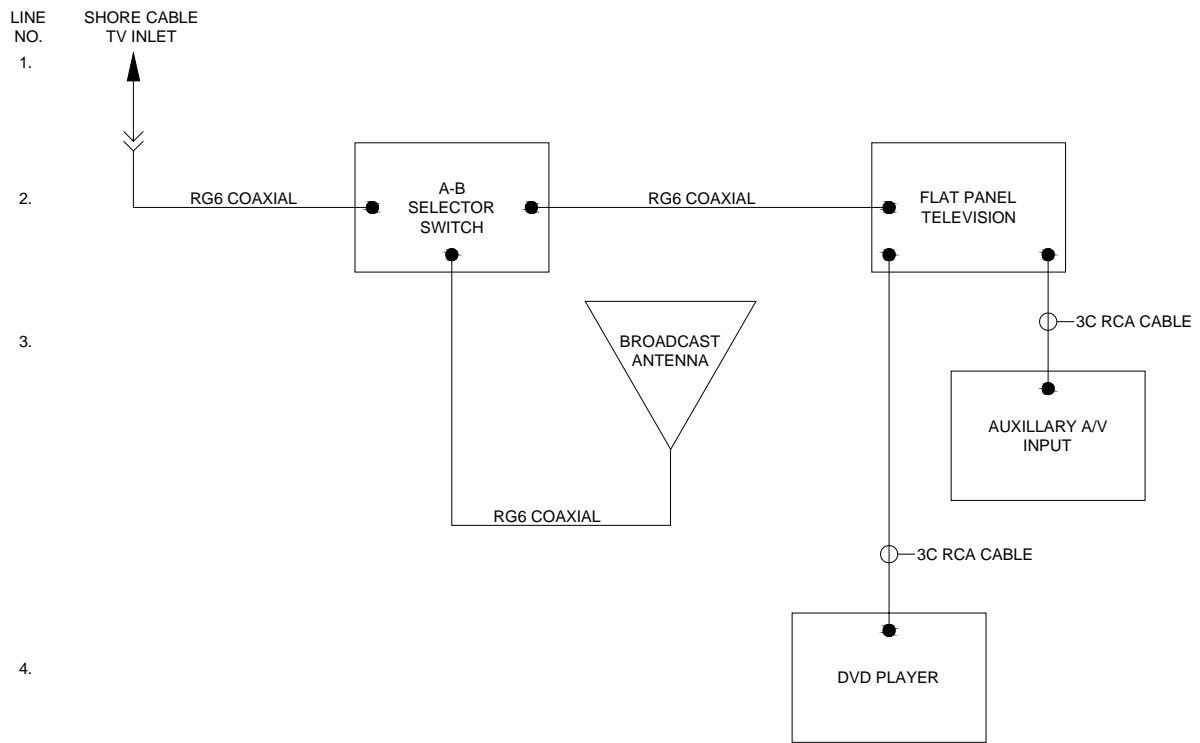 LINE
NO.
SHORE CABLE
TV INLET
1.
2.
RG6 COAXIAL
A-B
SELECTOR
SWITCH
RG6 COAXIAL
FLAT PANEL
TELEVISION
3.
BROADCAST
ANTENNA
3C RCA CABLE
AUXILLARY A/V
INPUT
RG6 COAXIAL
3C RCA CABLE
4.
DVD PLAYER